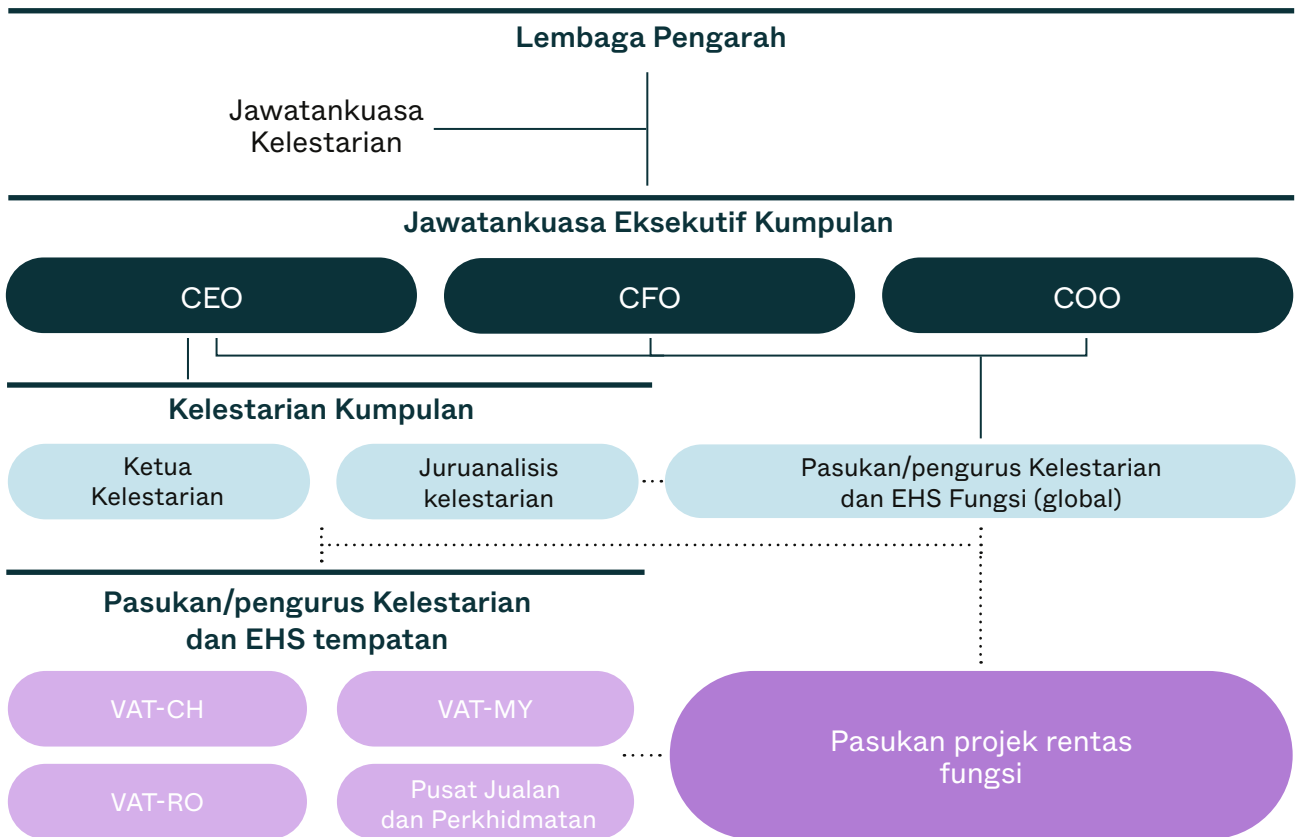 Lembaga Pengarah
Jawatankuasa
Kelestarian
Jawatankuasa Eksekutif Kumpulan
CEO
CFO
COO
Kelestarian Kumpulan
Ketua
Kelestarian
Juruanalisis
kelestarian
Pasukan/pengurus Kelestarian
dan EHS Fungsi (global)
Pasukan/pengurus Kelestarian
dan EHS tempatan
VAT-CH
VAT-MY
VAT-RO
Pusat Jualan
dan Perkhidmatan
Pasukan projek rentas
fungsi